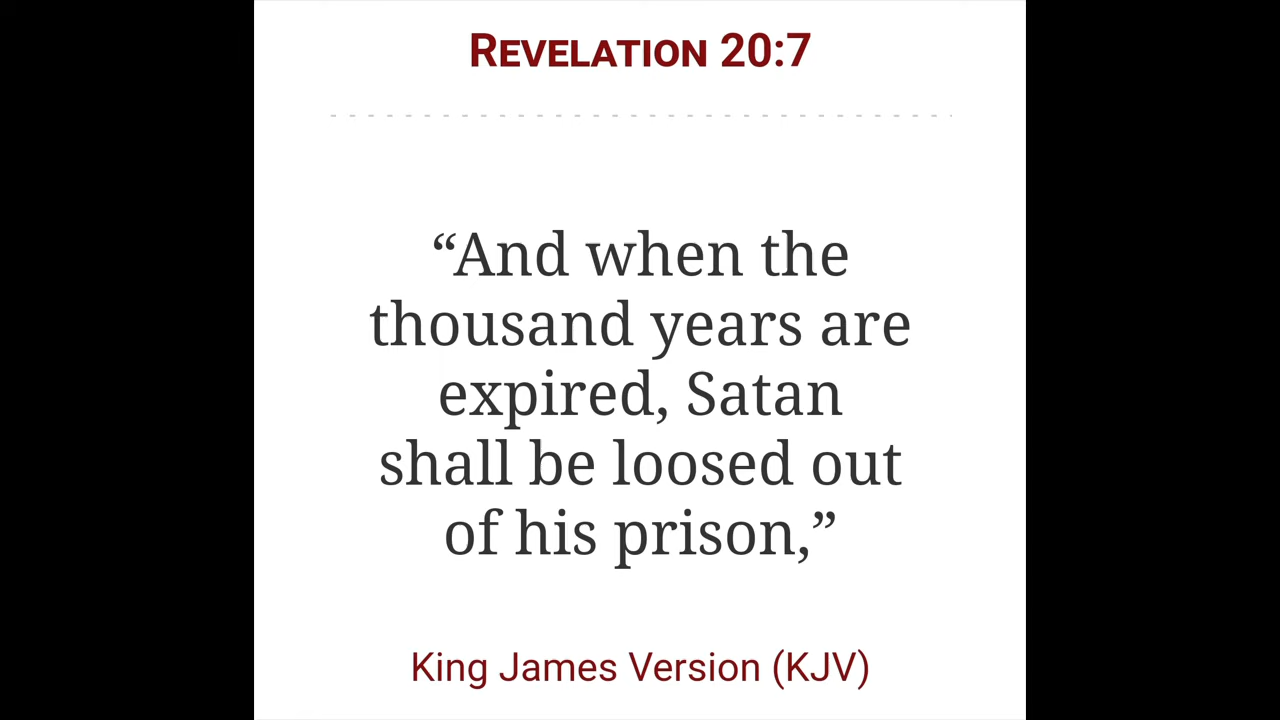 REVELATION 20:7
“And when the
thousand years are
expired, Satan
shall be loosed out
of his prison,”
King James Version (KJV)